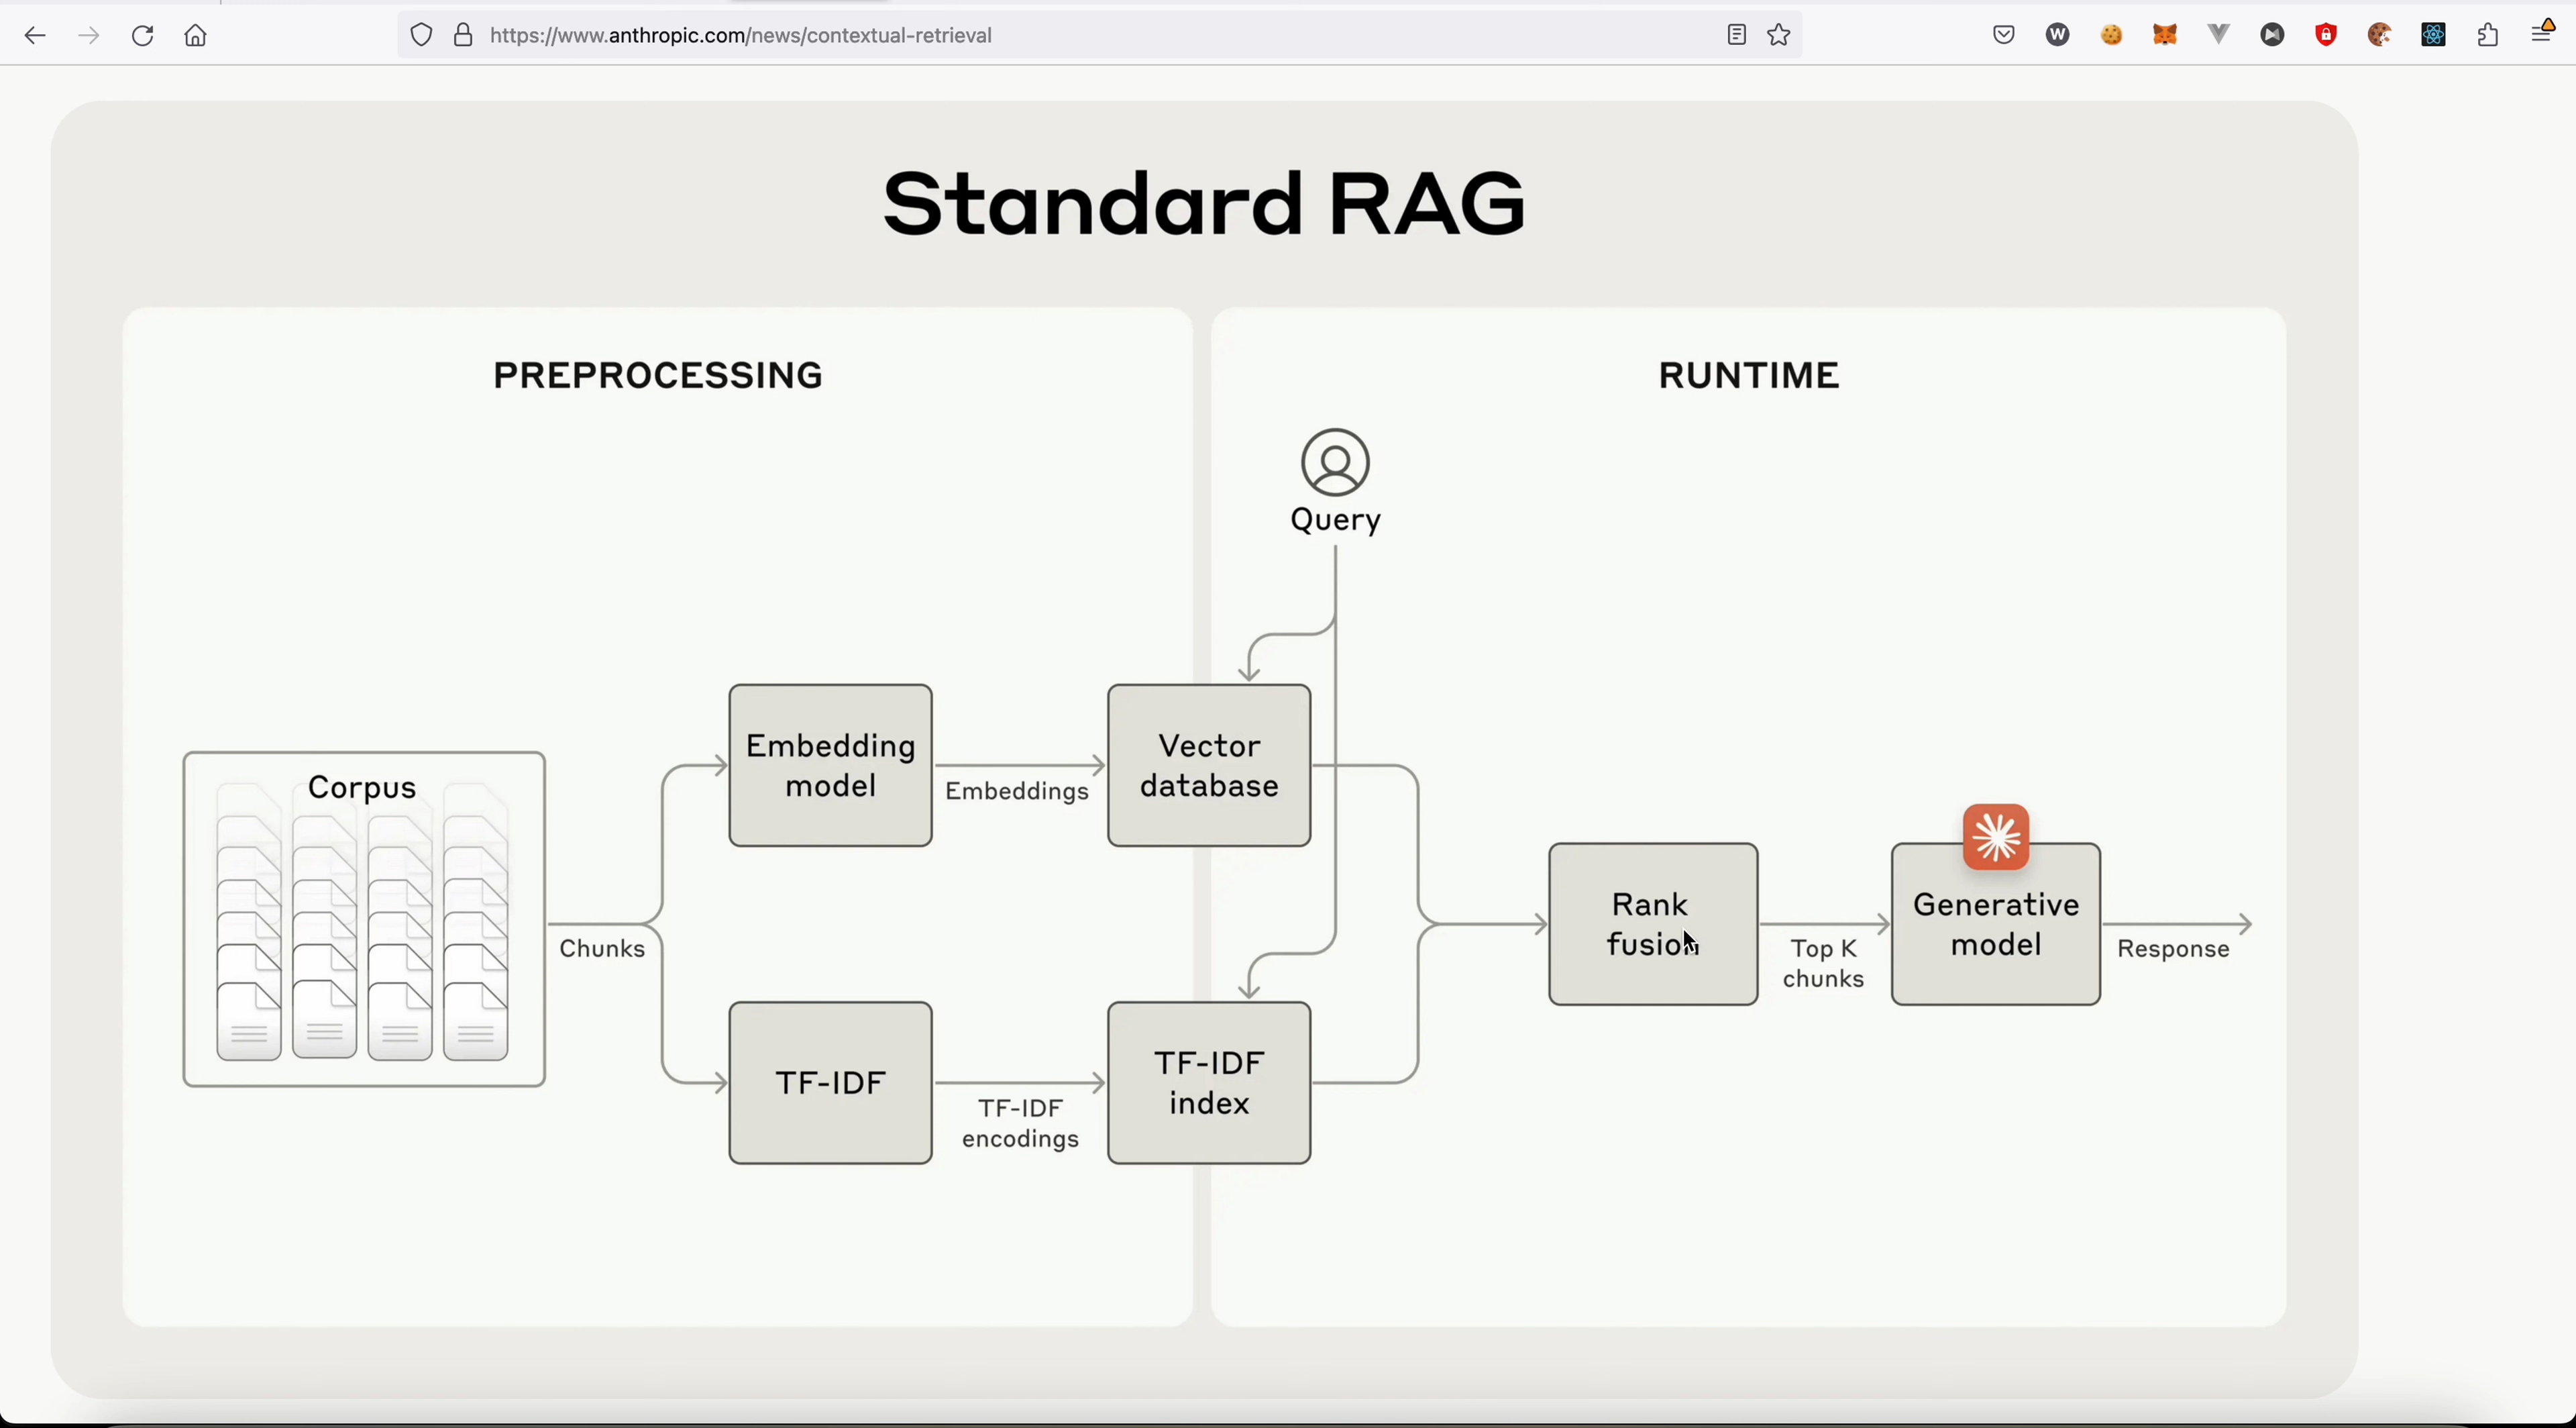 https://www.anthropic.com/news/contextual-retrieval
W
Standard RAG
PREPROCESSING
RUNTIME
Query
Corpus
Chunks
Embedding
model
Embeddings
Vector
database
TF-IDF
TF-IDF
encodings
TF-IDF
index
Rank
fusion
Top K
chunks
Generative
model
Response